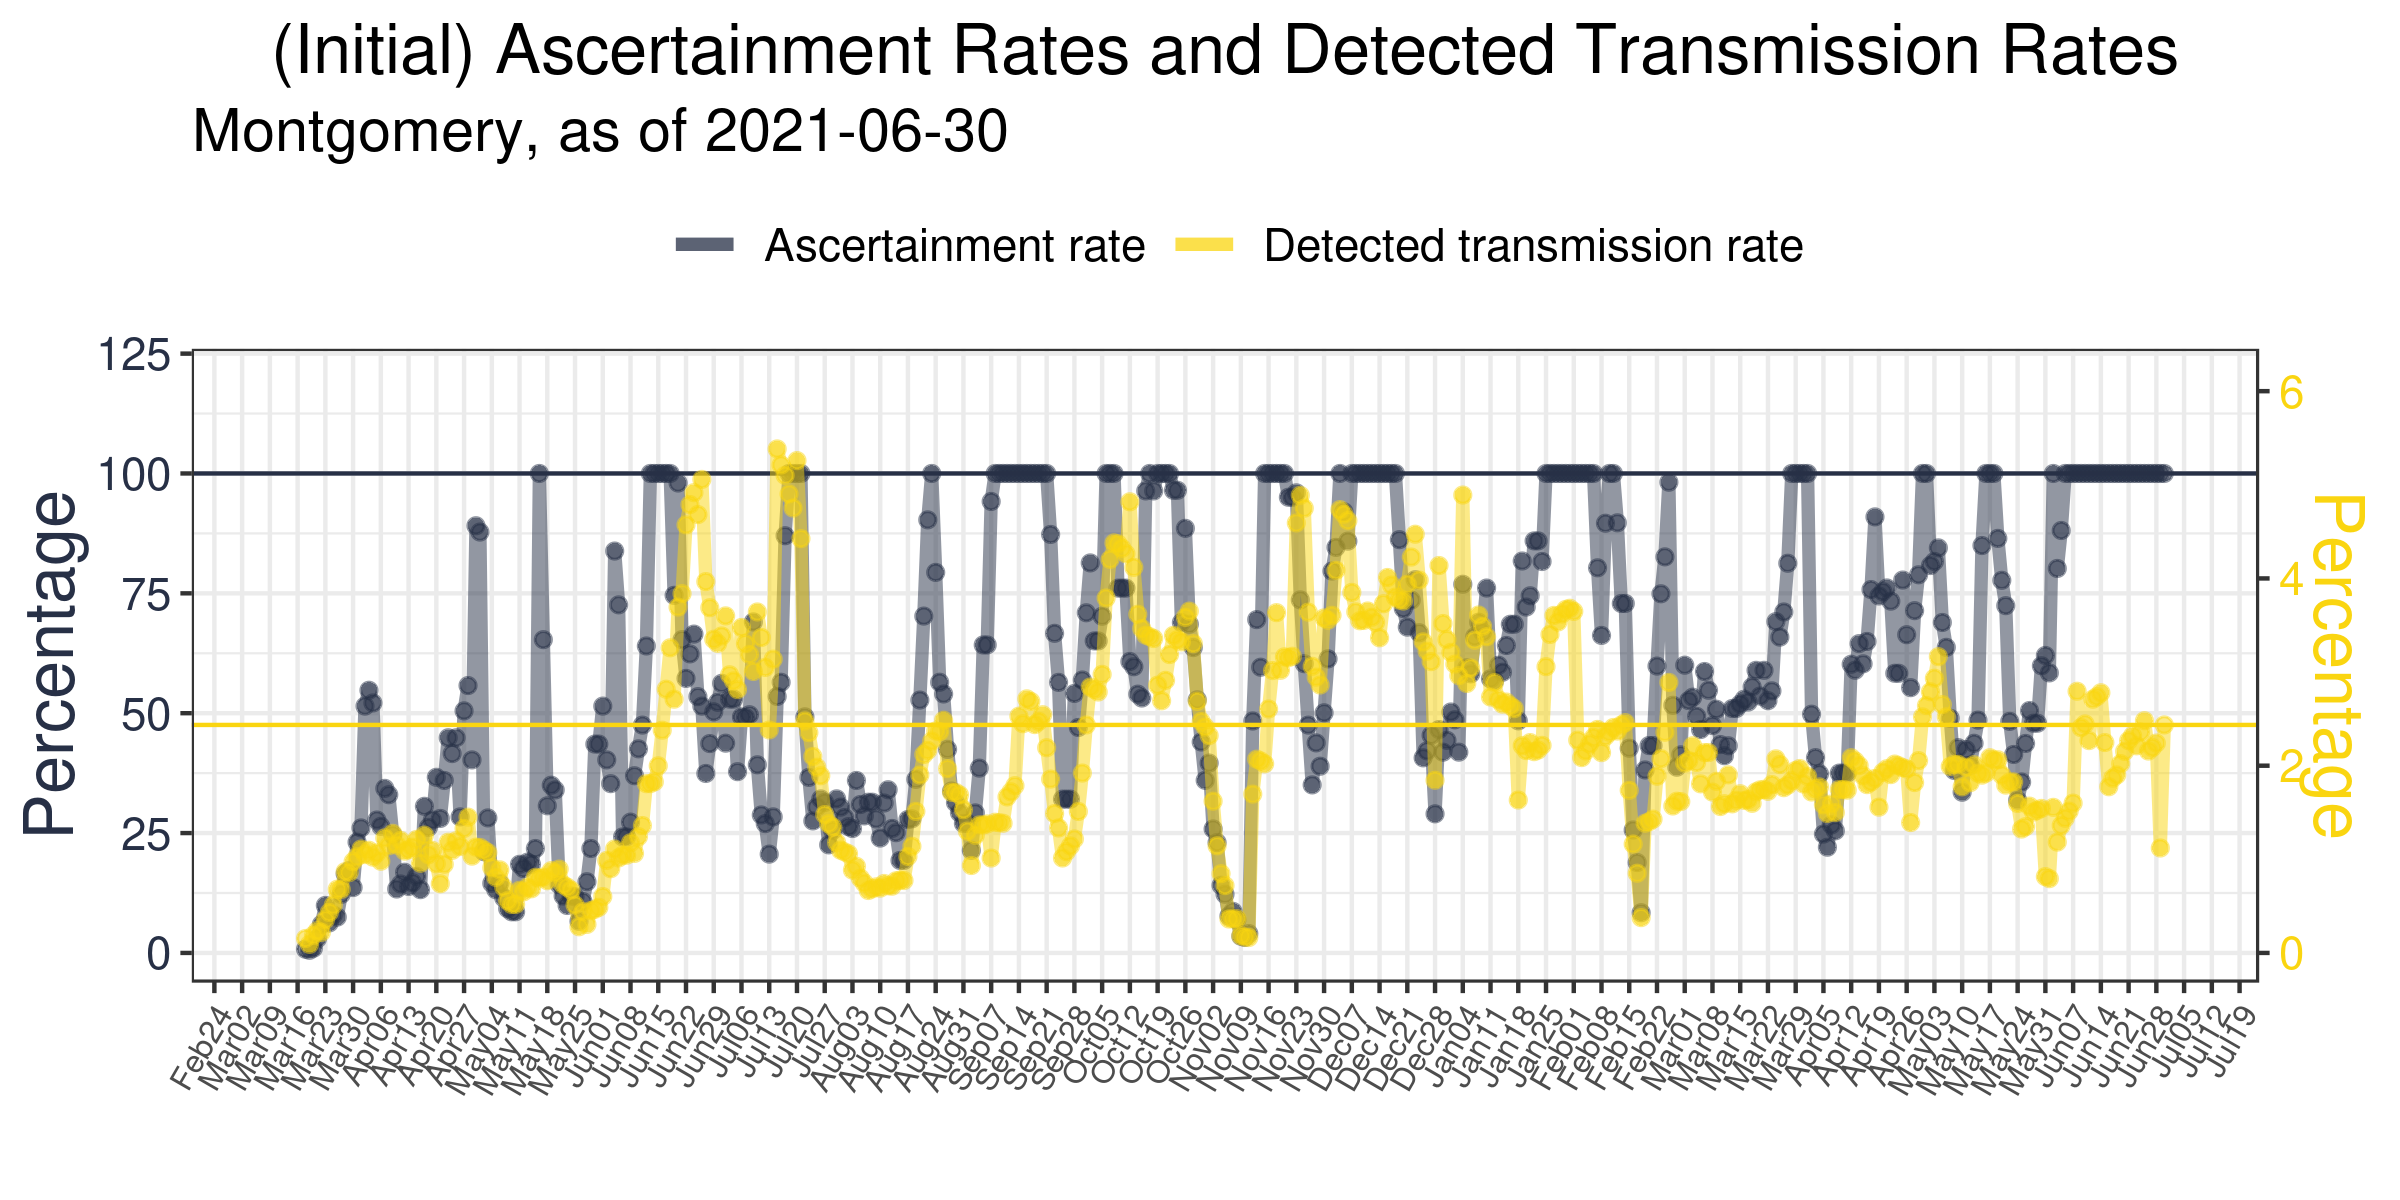 (Initial) Ascertainment Rates and Detected Transmission Rates
Montgomery, as of 2021-06-30
Ascertainment rate
Detected transmission rate
125
100
75
50
25
0
Percentage
6
4
2
0
Percentage
Feb24
Mar02
Mar09
Mar16
Mar23
Mar30
Apr06
Apr13
Apr20
Apr27
May04
May11
May18
May25
Jun01
Jun08
Jun15
Jun22
Jun29
Jul06
Jul13
Jul20
Jul27
Aug03
Aug10
Aug17
Aug24
Aug31
Sep07
Sep14
Sep21
Sep28
Oct05
Oct12
Oct19
Oct26
Nov02
Nov09
Nov16
Nov23
Nov30
Dec07
Dec14
Dec21
Dec28
Jan04
Jan11
Jan18
Jan25
Feb01
Feb08
Feb15
Feb22
Mar01
Mar08
Mar15
Mar22
Mar29
Apr05
Apr12
Apr19
Apr26
May03
May10
May17
May24
May31
Jun07
Jun14
Jun21
Jun28
Jul05
Jul12
Jul19